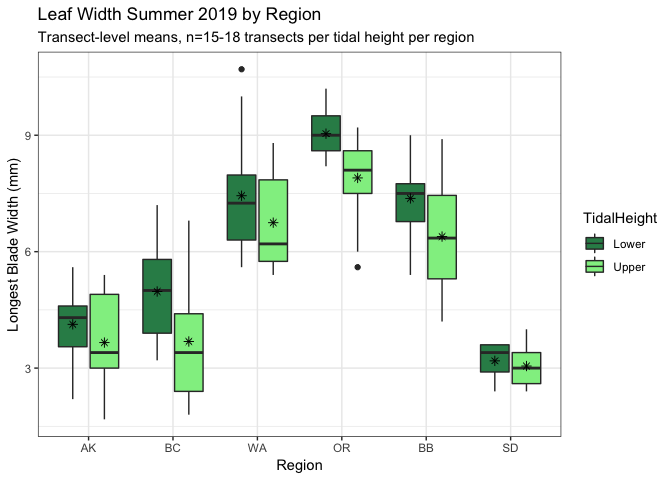 Leaf Width Summer 2019 by Region
Transect-level means, n=15-18 transects per tidal height per region
Longest Blade Width (mm)
9
6
3
AK BC WA OR BB SD
Region
TidalHeight
Lower
Upper